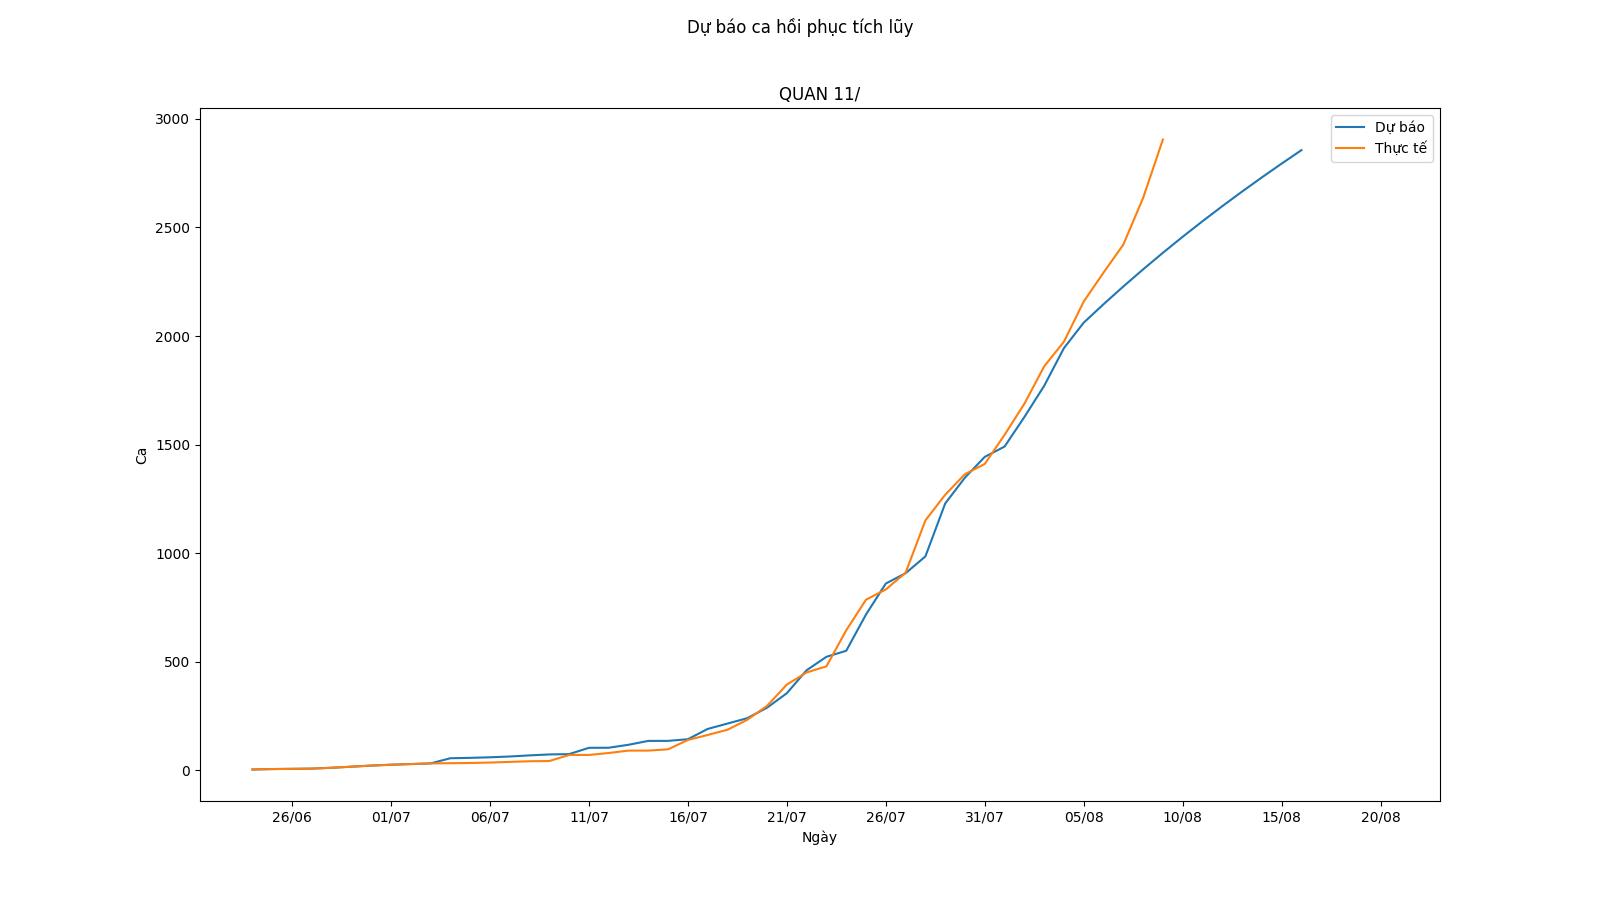 Dự báo ca hồi phục tích lũy
QUAN 11/
3000
2500
2000
1500
1000
500
0
Ca
Dự báo
Thực tế
26/06 01/07 06/07 11/07 16/07 21/07 26/07 31/07 05/08 10/08 15/08 20/08
Ngày